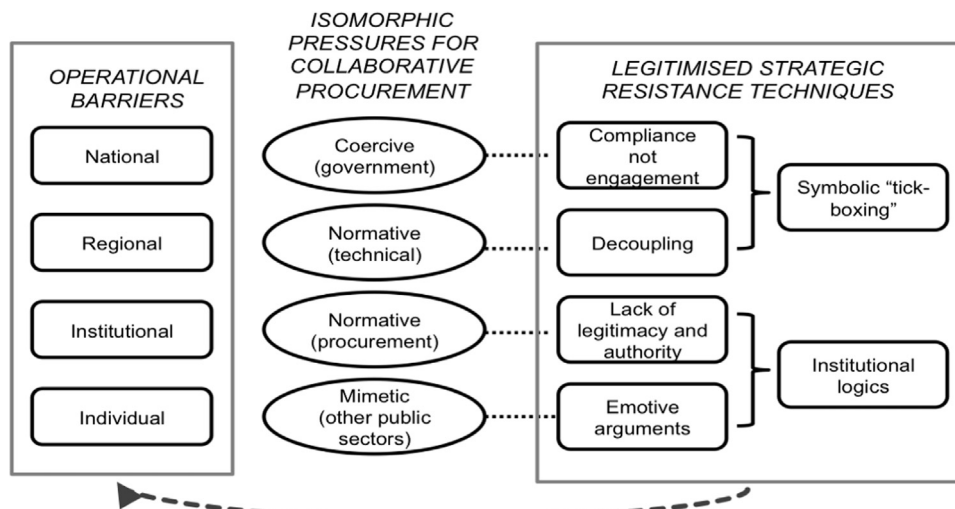 OPERATIONAL
BARRIERS
National
Regional
Institutional
Individual
ISOMORPHIC
PRESSURES FOR
COLLABORATIVE
PROCUREMENT
Coercive
(government)
Normative
(technical)
Normative
(procurement)
Mimetic
(other public
sectors)
LEGITIMISED STRATEGIC
RESISTANCE TECHNIQUES
Compliance
not
engagement
Decoupling
Lack of
legitimacy and
authority
Emotive
arguments
Symbolic “tick-
boxing”
Institutional
logics